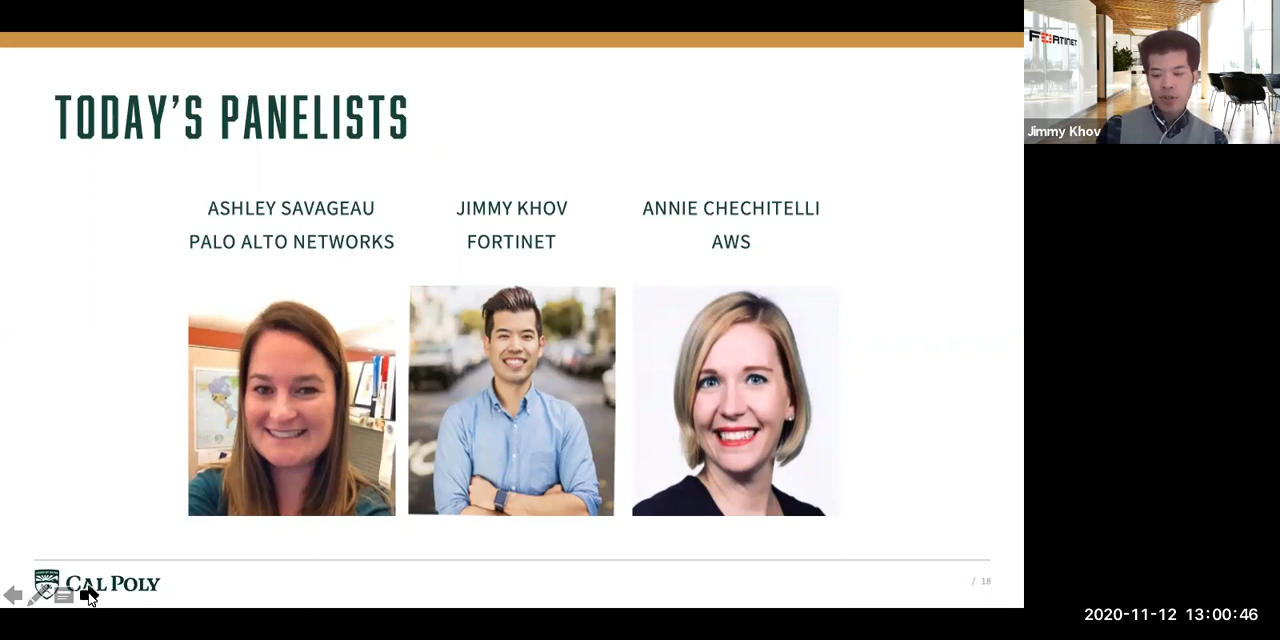 TODAY'S PANELISTS
ASHLEY SAVAGEAU
PALO ALTO NETWORKS
JIMMY KHOV
FORTINET
ANNIE CHECHITELLI
AWS
CAL POLY
/ 18
FORTINET
Jimmy Khov
2020-11-12 13:00:46